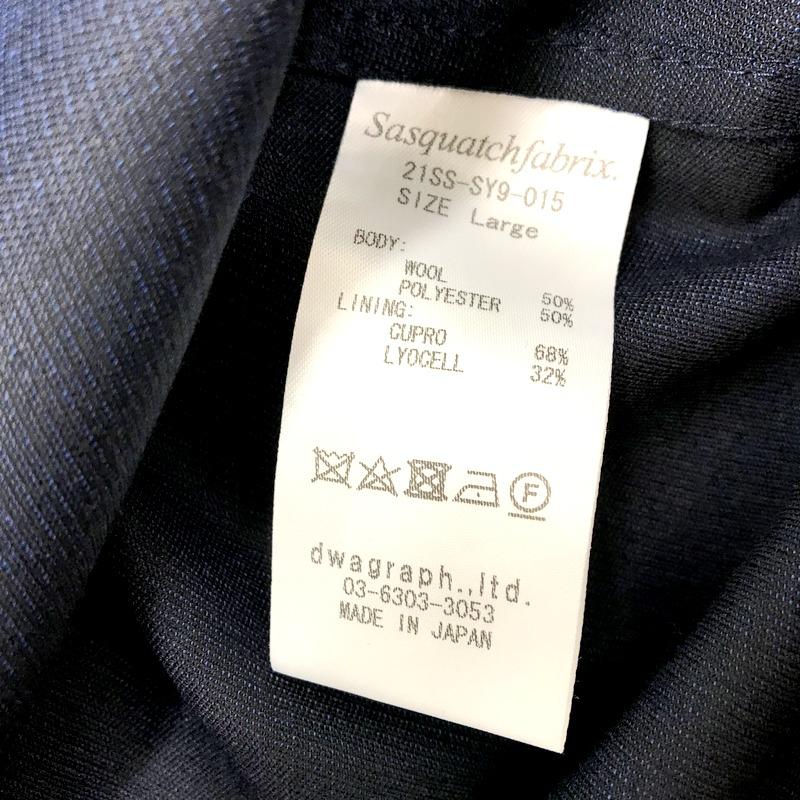 Sasquatchfabrix.
21SS-SY9-015
SIZE Large
BODY:
WOOL 50%
POLYESTER 50%
LINING:
CUPRO 68%
LYOCELL 32%
F
dwagraph.,ltd.
03-6303-3053
MADE IN JAPAN